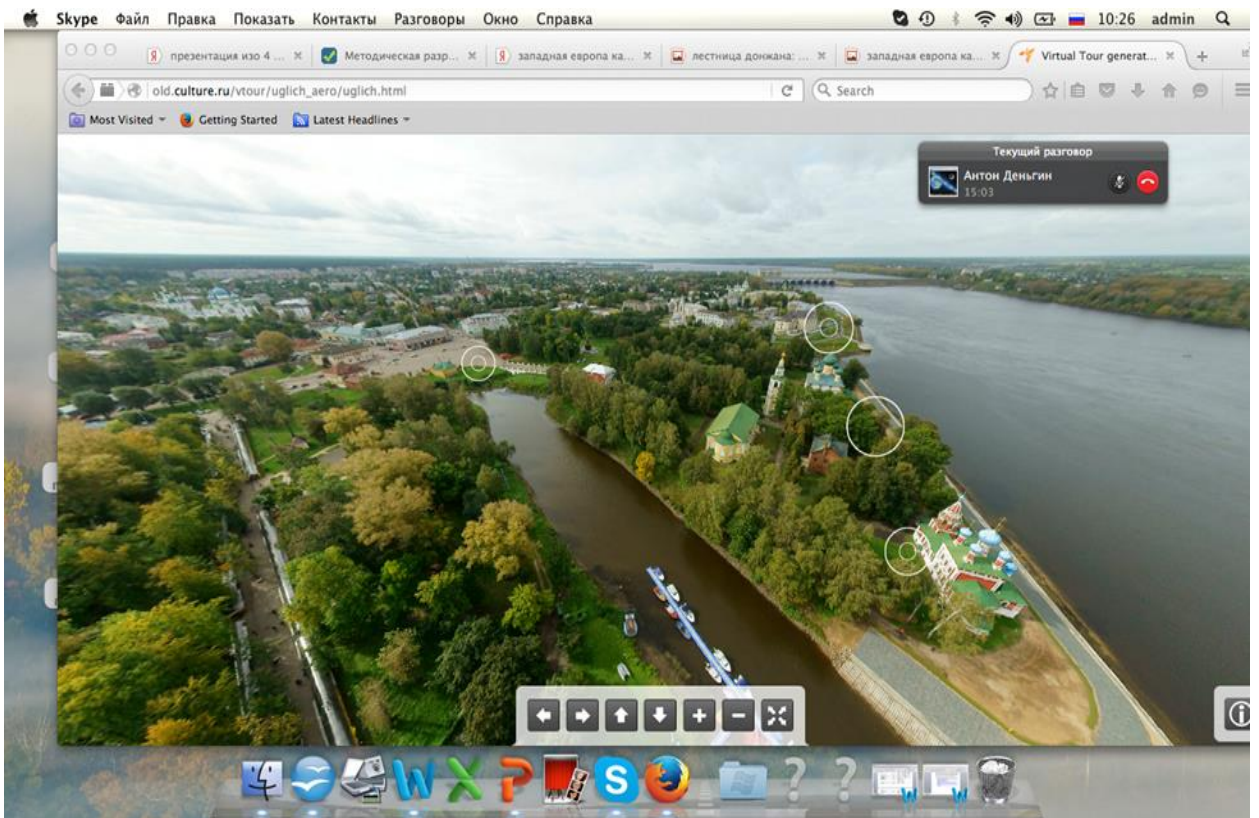 Skype Файл Правка Показать Контакты Разговоры Окно Справка 10:26 admin
презентация изо 4 ... Методическая разр... западная европа ка... лестница донжана: ... западная европа ка... Virtual Tour generat...
old.culture.ru/vtour/uglich_aero/uglich.html Search
Most Visited Getting Started Latest Headlines
Текущий разговор
Антон Деньгин
15:03